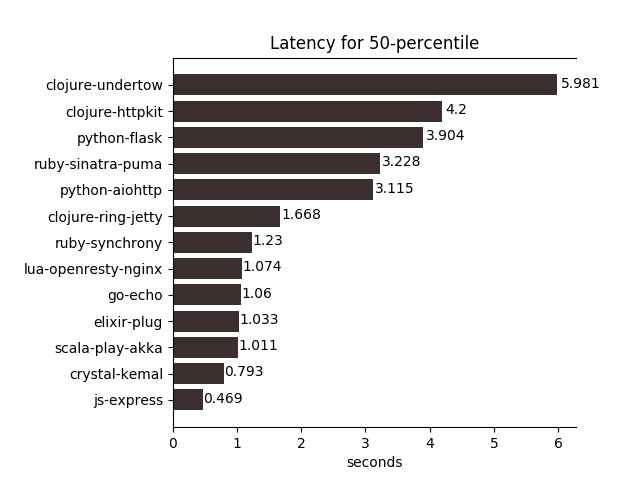 Latency for 50-percentile
clojure-undertow 5.981
clojure-httpkit 4.2
python-flask 3.904
ruby-sinatra-puma 3.228
python-aiohttp 3.115
clojure-ring-jetty 1.668
ruby-synchrony 1.23
lua-openresty-nginx 1.074
go-echo 1.06
elixir-plug 1.033
scala-play-akka 1.011
crystal-kemal 0.793
js-express 0.469
0 1 2 3 4 5 6
seconds